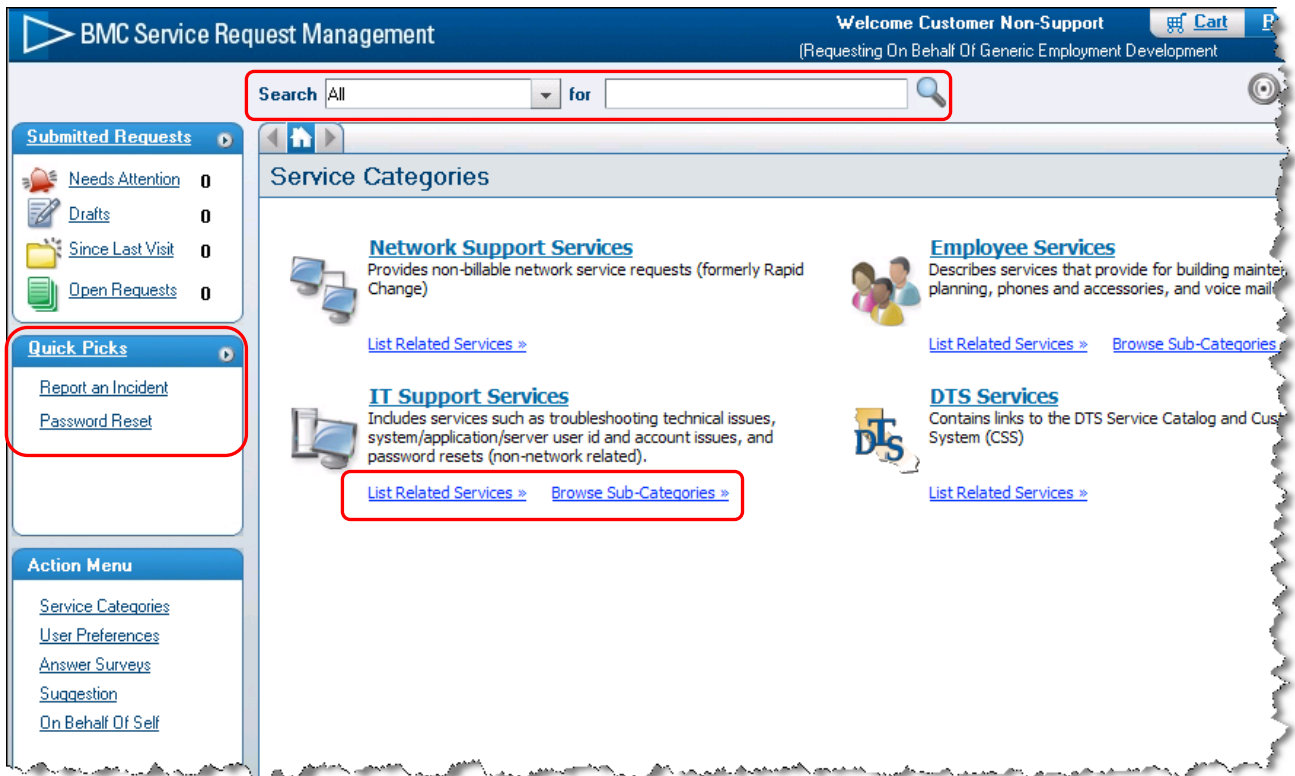 BMC Service Request Management
Welcome Customer Non-Support
Cart
(Requesting On Behalf Of Generic Employment Development
Search All for
Submitted Requests
Needs Attention 0
Drafts 0
Since Last Visit 0
Open Requests 0
Quick Picks
Report an Incident
Password Reset
Action Menu
Service Categories
User Preferences
Answer Surveys
Suggestion
On Behalf Of Self
Service Categories
Network Support Services
Provides non-billable network service requests (formerly Rapid
Change)
List Related Services »
Employee Services
Describes services that provide for building
planning, phones and accessories, and voice mail
List Related Services » Browse Sub-Categories
IT Support Services
Includes services such as troubleshooting technical issues,
system/application/server user id and account issues, and
password resets (non-network related).
List Related Services » Browse Sub-Categories »
DTS
DTS Services
Contains links to the DTS Service Catalog and
System (CSS)
List Related Services »